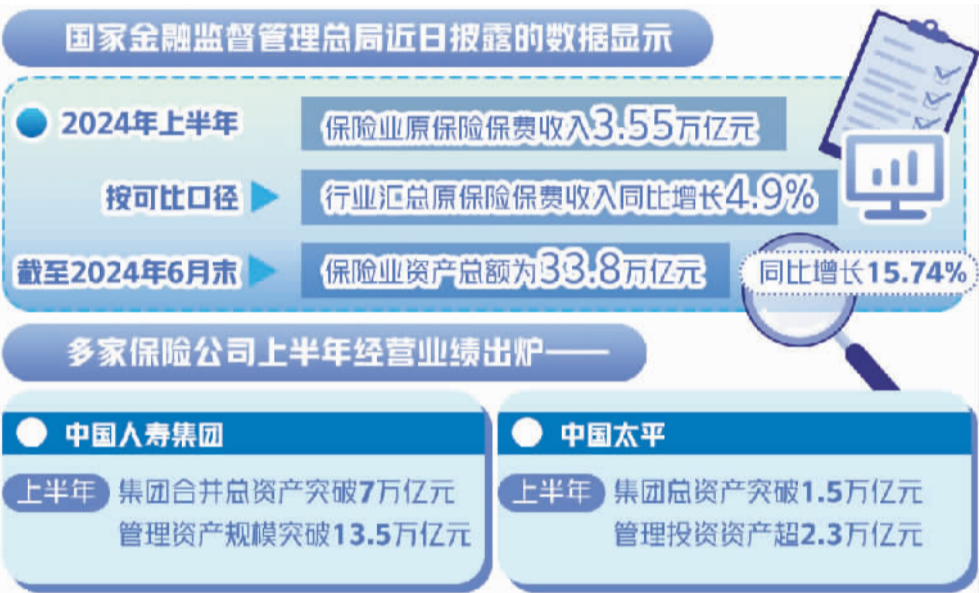 国家金融监督管理总局近日披露的数据显示
2024年上半年
保险业原保险保费收入3.55万亿元
按可比口径
行业汇总原保险保费收入同比增长4.9%
截至2024年6月末
保险业资产总额为33.8万亿元
同比增长15.74%
多家保险公司上半年经营业绩出炉——
中国人寿集团
上半年
集团合并总资产突破7万亿元
管理资产规模突破13.5万亿元
中国太平
上半年
集团总资产突破1.5万亿元
管理投资资产超2.3万亿元